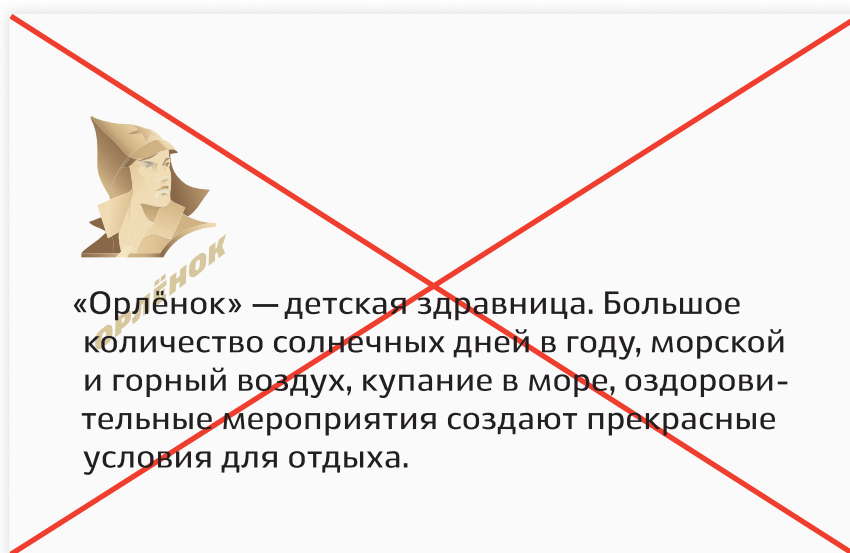 ОРЛЁНОК
«Орлёнок» — детская здравница. Большое
количество солнечных дней в году, морской
и горный воздух, купание в море, оздорови-
тельные мероприятия создают прекрасные
условия для отдыха.